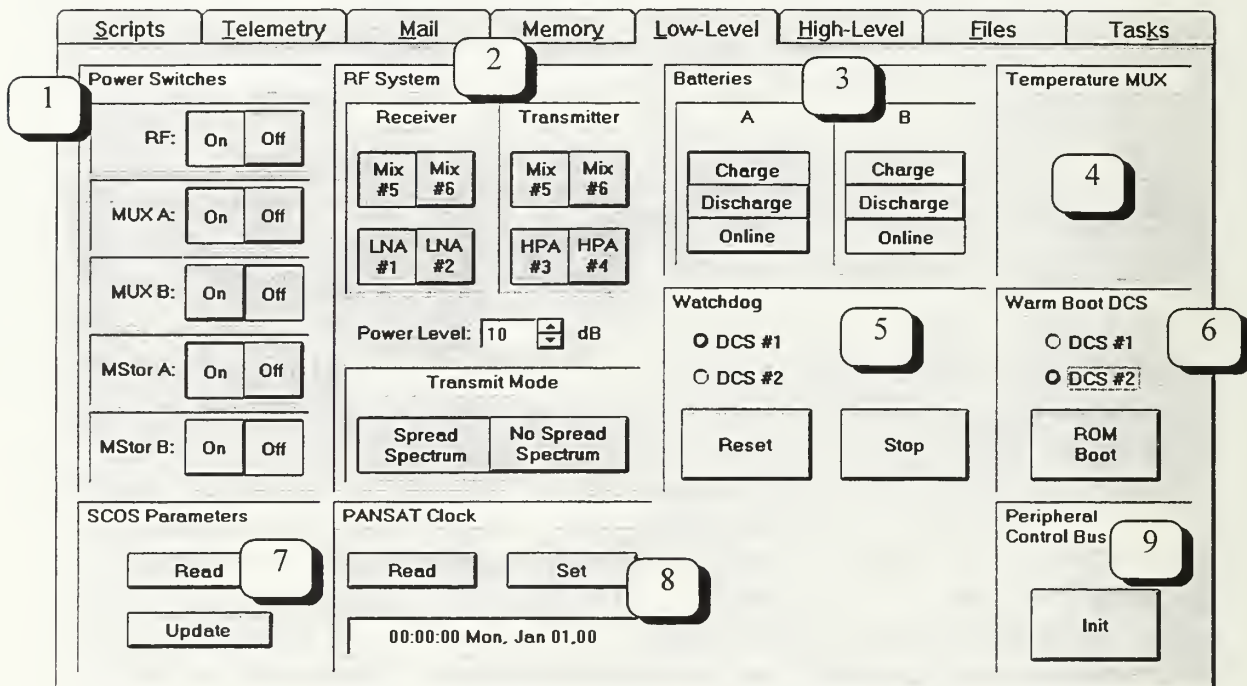 Scripts Telemetry Mail Memory Low-Level High-Level Files Tasks
1
Power Switches
RF: On Off
MUX A: On Off
MUX B: On Off
MStor A: On Off
MStor B: On Off
2
RF System
Receiver
Mix #5 Mix #6
LNA #1 LNA #2
Transmitter
Mix #5 Mix #6
HPA #3 HPA #4
Power Level: 10 dB
Transmit Mode
Spread Spectrum No Spread Spectrum
3
Batteries
A
Charge
Discharge
Online
B
Charge
Discharge
Online
Temperature MUX
4
Watchdog
5
DCS #1
DCS #2
Reset Stop
Warm Boot DCS
6
DCS #1
DCS #2
ROM
Boot
SCOS Parameters
7
Read
Update
PANSAT Clock
Read Set
8
00:00:00 Mon, Jan 01,00
Peripheral
Control Bus
9
Init